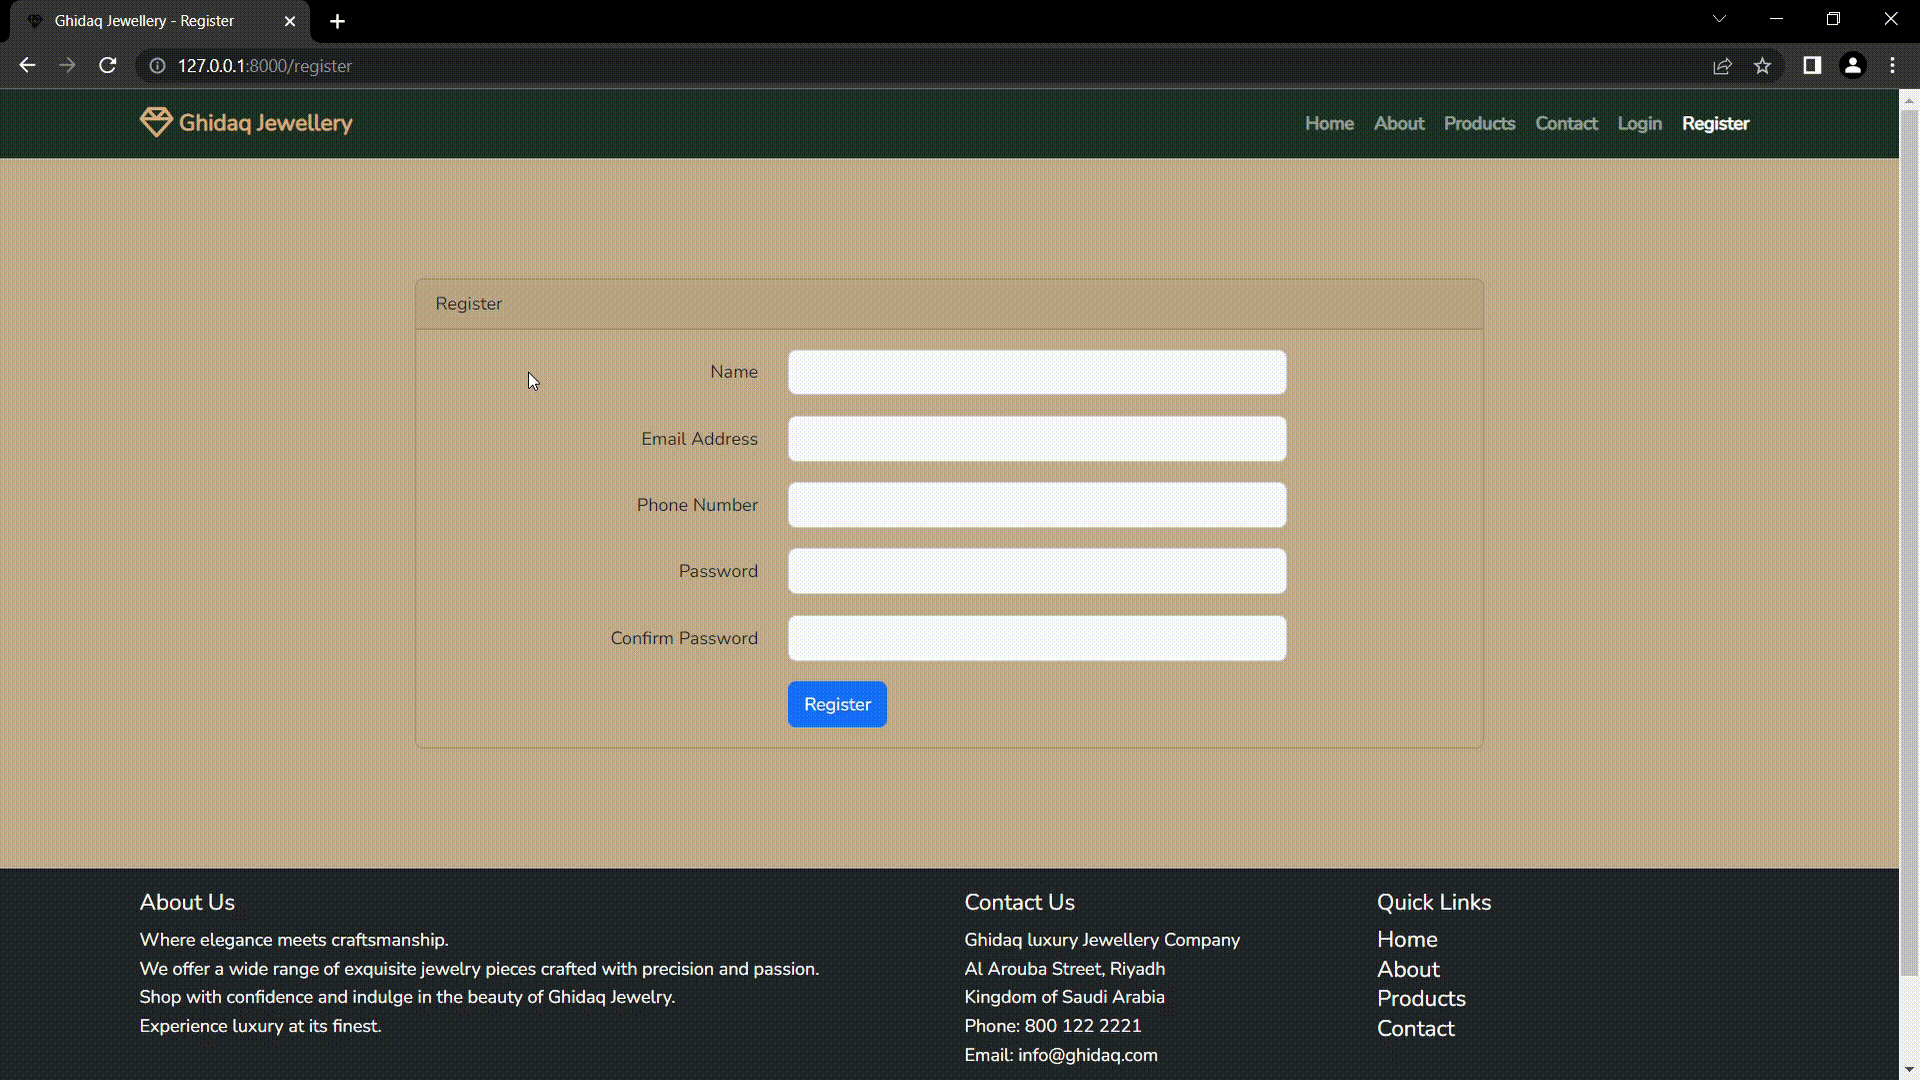 Ghidaq Jewellery - Register
127.0.0.1:8000/register
Ghidaq Jewellery
Home About Products Contact Login Register
Register
Name
Email Address
Phone Number
Password
Confirm Password
Register
About Us
Where elegance meets craftsmanship.
We offer a wide range of exquisite jewelry pieces crafted with precision and passion.
Shop with confidence and indulge in the beauty of Ghidaq Jewelry.
Experience luxury at its finest.
Contact Us
Ghidaq luxury Jewellery Company
Al Arouba Street, Riyadh
Kingdom of Saudi Arabia
Phone: 800 122 2221
Email: info@ghidaq.com
Quick Links
Home
About
Products
Contact